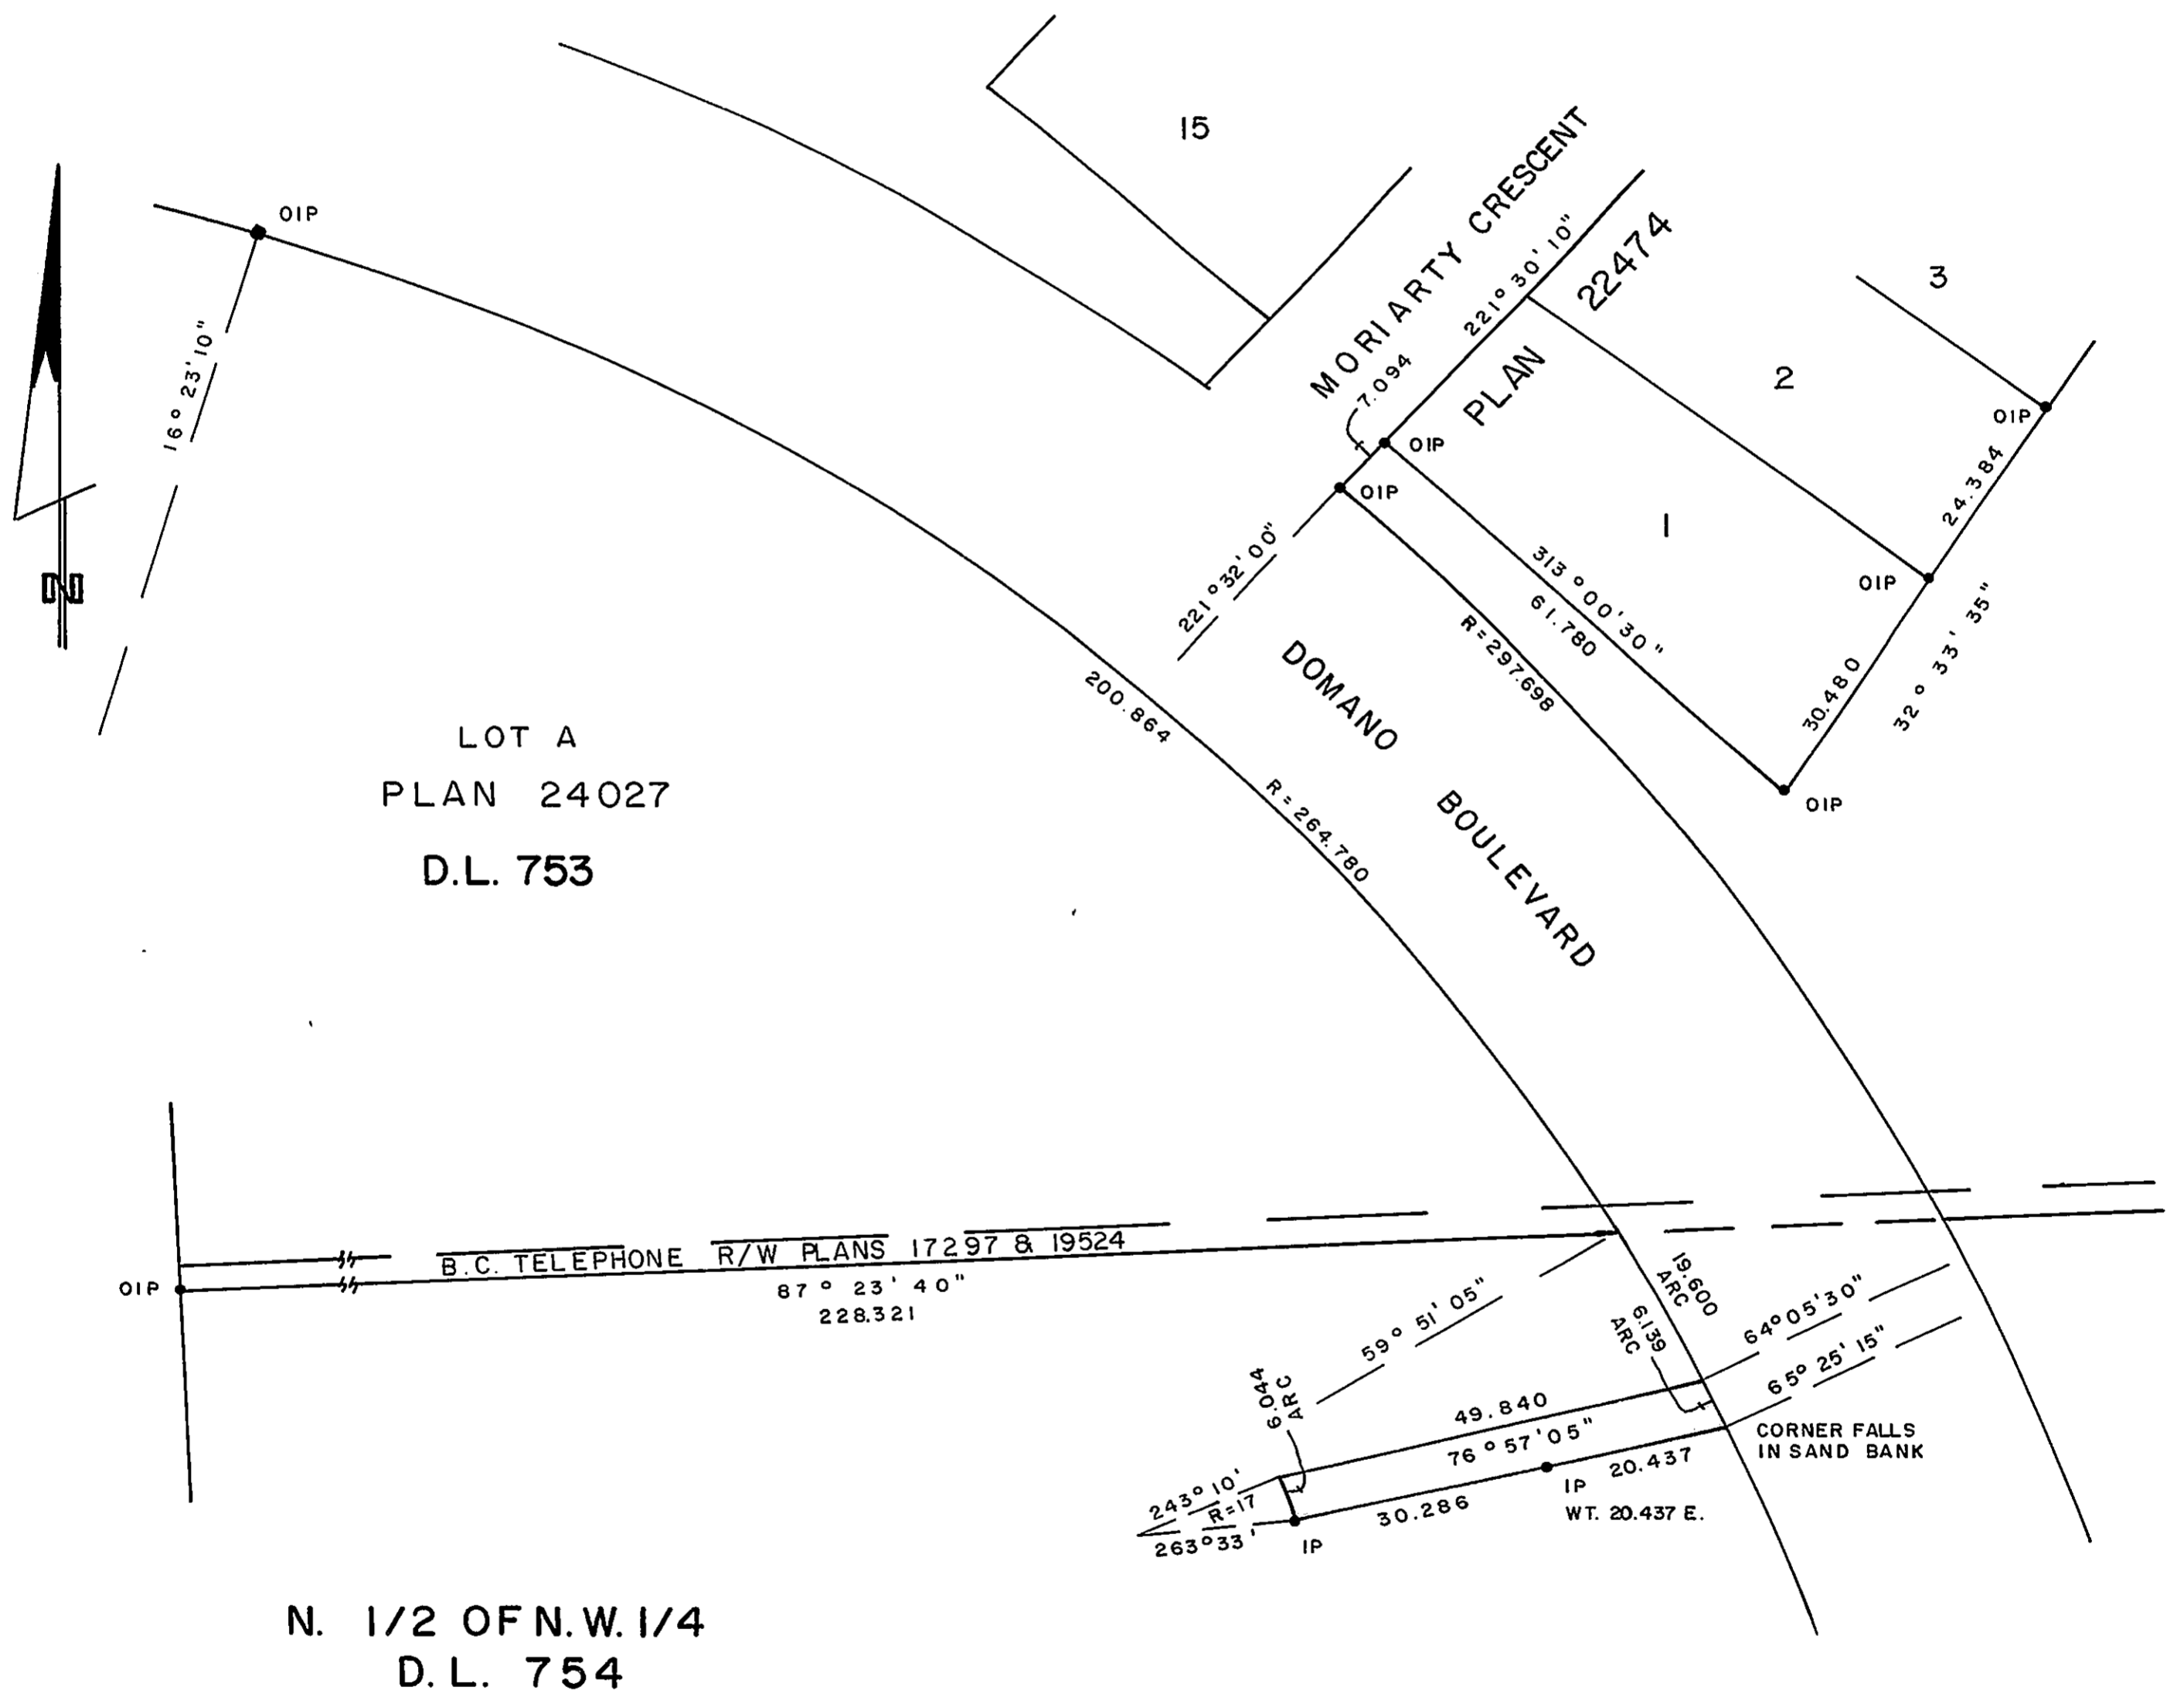 15
MORIARTY CRESCENT
221° 30' 10"
PLAN 22474
3
2
1
OIP
16° 23' 10"
N
7.094
OIP
OIP
OIP
24.384
OIP
30.480
32° 33' 35"
OIP
313° 00' 30"
61.780
221° 32' 00"
R = 297.698
DOMANO BOULEVARD
200.864
R = 264.780
LOT A
PLAN 24027
D.L. 753
OIP
B.C. TELEPHONE R/W PLANS 17297 & 19524
87° 23' 40"
228.321
59° 51' 05"
19.600
ARC
6.139
ARC
64° 05' 30"
65° 25' 15"
6.044
ARC
49.840
76° 57' 05"
20.437
CORNER FALLS
IN SAND BANK
243° 10'
R = 17
263° 33'
IP
30.286
IP
WT. 20.437 E.
N. 1/2 OF N.W. 1/4
D.L. 754